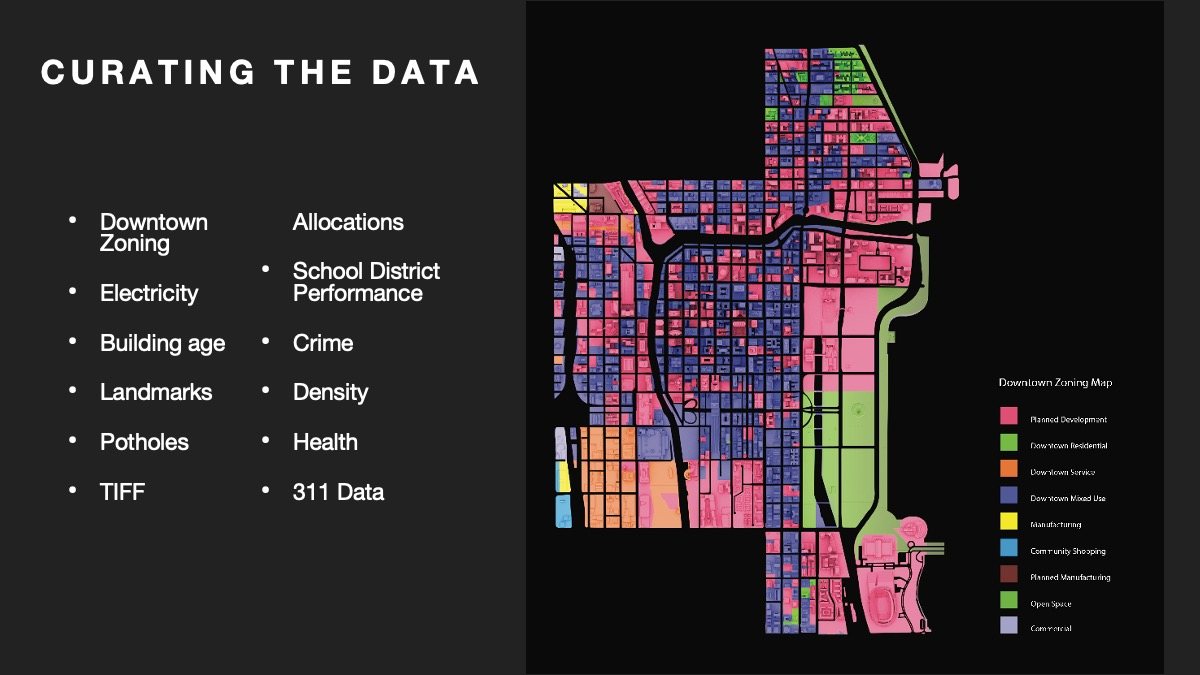 CURATING THE DATA
• Downtown
Zoning
• Electricity
• Building age
• Landmarks
• Potholes
• TIFF
Allocations
• School District
Performance
• Crime
• Density
• Health
• 311 Data
Downtown Zoning Map
Planned Development
Downtown Residential
Downtown Service
Downtown Mixed Use
Manufacturing
Community Shopping
Planned Manufacturing
Open Space
Commercial